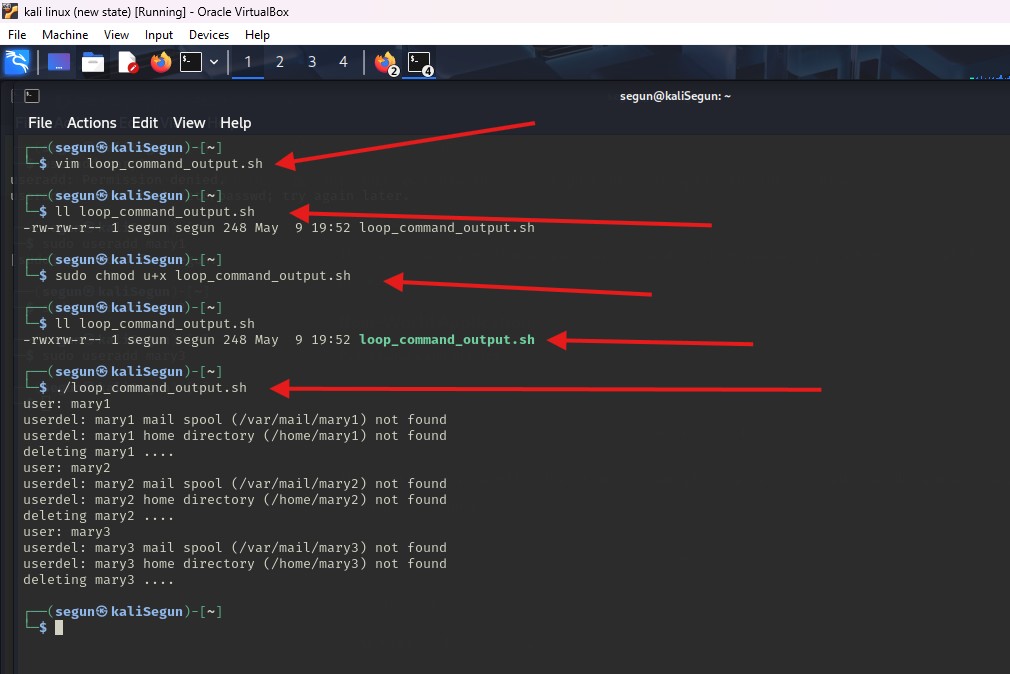 kali linux (new state) [Running] - Oracle VirtualBox
File Machine View Input Devices Help
1 2 3 4 2 4
segun@kaliSegun: ~
File Actions Edit View Help
┌──(segun㉿kaliSegun)-[~]
└─$ vim loop_command_output.sh
┌──(segun㉿kaliSegun)-[~]
└─$ ll loop_command_output.sh
-rw-rw-r-- 1 segun segun 248 May  9 19:52 loop_command_output.sh
┌──(segun㉿kaliSegun)-[~]
└─$ sudo chmod u+x loop_command_output.sh
┌──(segun㉿kaliSegun)-[~]
└─$ ll loop_command_output.sh
-rwxrw-r-- 1 segun segun 248 May  9 19:52 loop_command_output.sh
┌──(segun㉿kaliSegun)-[~]
└─$ ./loop_command_output.sh
user: mary1
userdel: mary1 mail spool (/var/mail/mary1) not found
userdel: mary1 home directory (/home/mary1) not found
deleting mary1 ....
user: mary2
userdel: mary2 mail spool (/var/mail/mary2) not found
userdel: mary2 home directory (/home/mary2) not found
deleting mary2 ....
user: mary3
userdel: mary3 mail spool (/var/mail/mary3) not found
userdel: mary3 home directory (/home/mary3) not found
deleting mary3 ....
┌──(segun㉿kaliSegun)-[~]
└─$